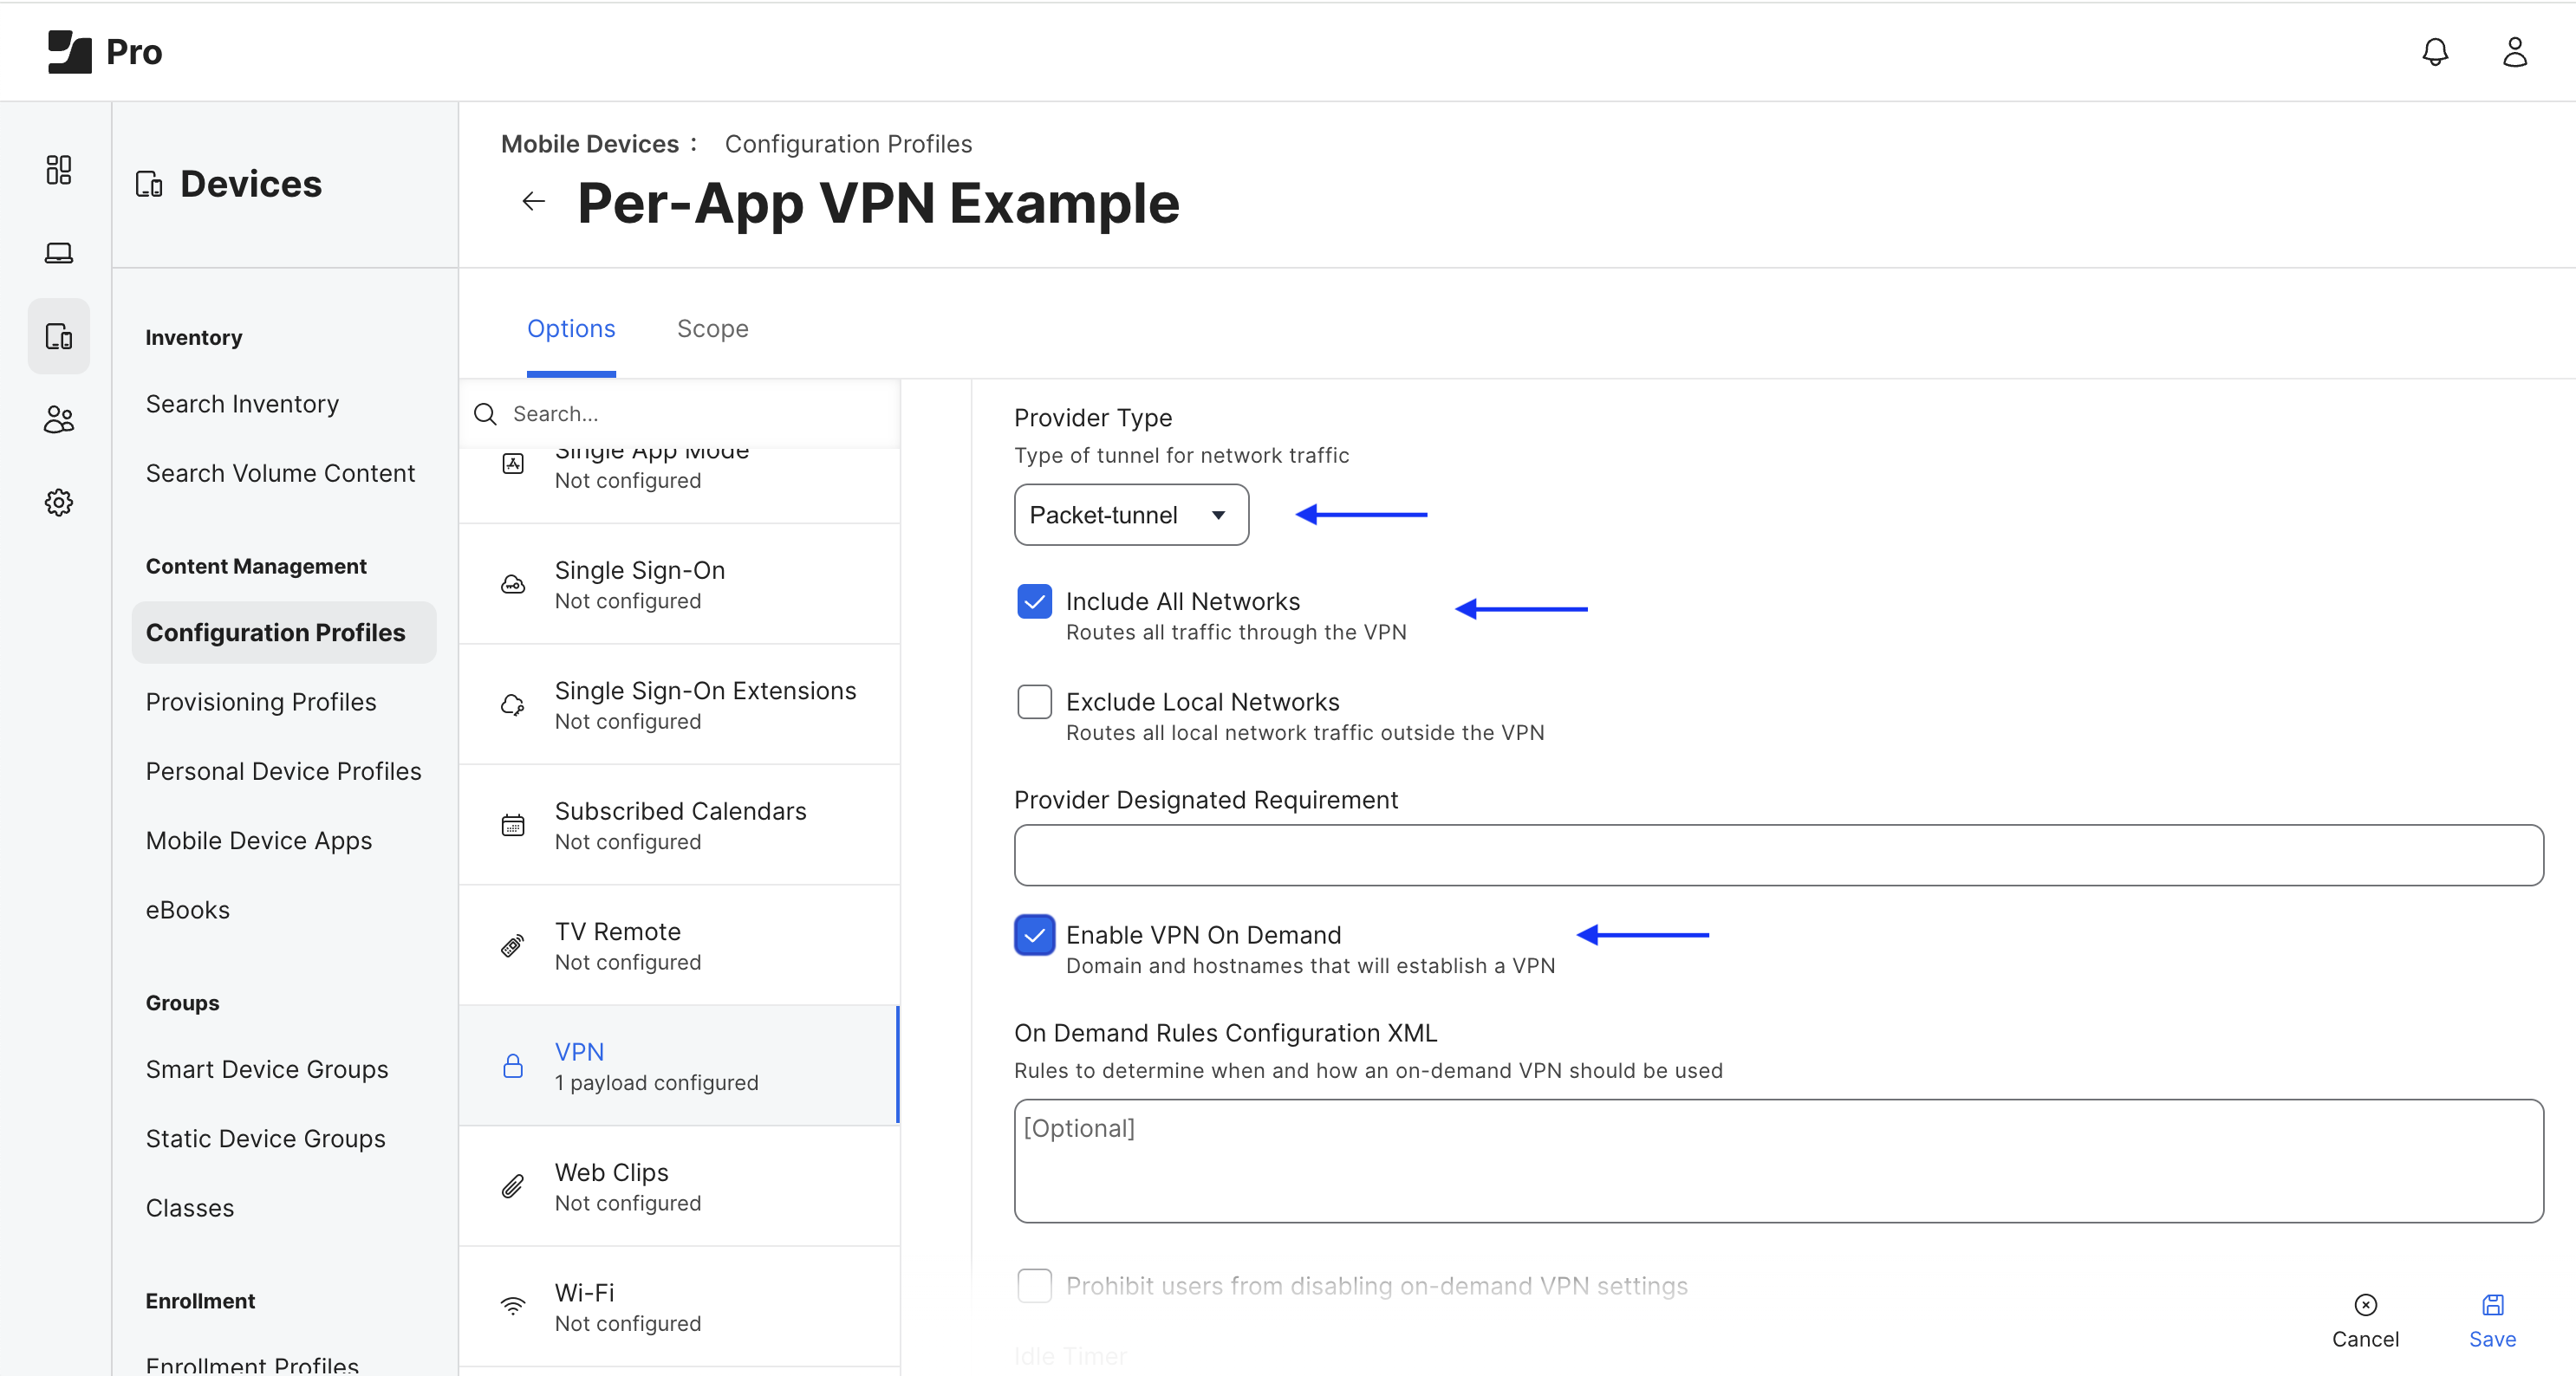 Pro
Devices
Inventory
Search Inventory
Search Volume Content
Content Management
Configuration Profiles
Provisioning Profiles
Personal Device Profiles
Mobile Device Apps
eBooks
Groups
Smart Device Groups
Static Device Groups
Classes
Enrollment
Enrollment Profiles
Mobile Devices : Configuration Profiles
Per-App VPN Example
Options Scope
Search...
Single App Mode
Not configured
Single Sign-On
Not configured
Single Sign-On Extensions
Not configured
Subscribed Calendars
Not configured
TV Remote
Not configured
VPN
1 payload configured
Web Clips
Not configured
Wi-Fi
Not configured
Provider Type
Type of tunnel for network traffic
Packet-tunnel
Include All Networks
Routes all traffic through the VPN
Exclude Local Networks
Routes all local network traffic outside the VPN
Provider Designated Requirement
Enable VPN On Demand
Domain and hostnames that will establish a VPN
On Demand Rules Configuration XML
Rules to determine when and how an on-demand VPN should be used
[Optional]
Prohibit users from disabling on-demand VPN settings
Idle Timer
Cancel
Save